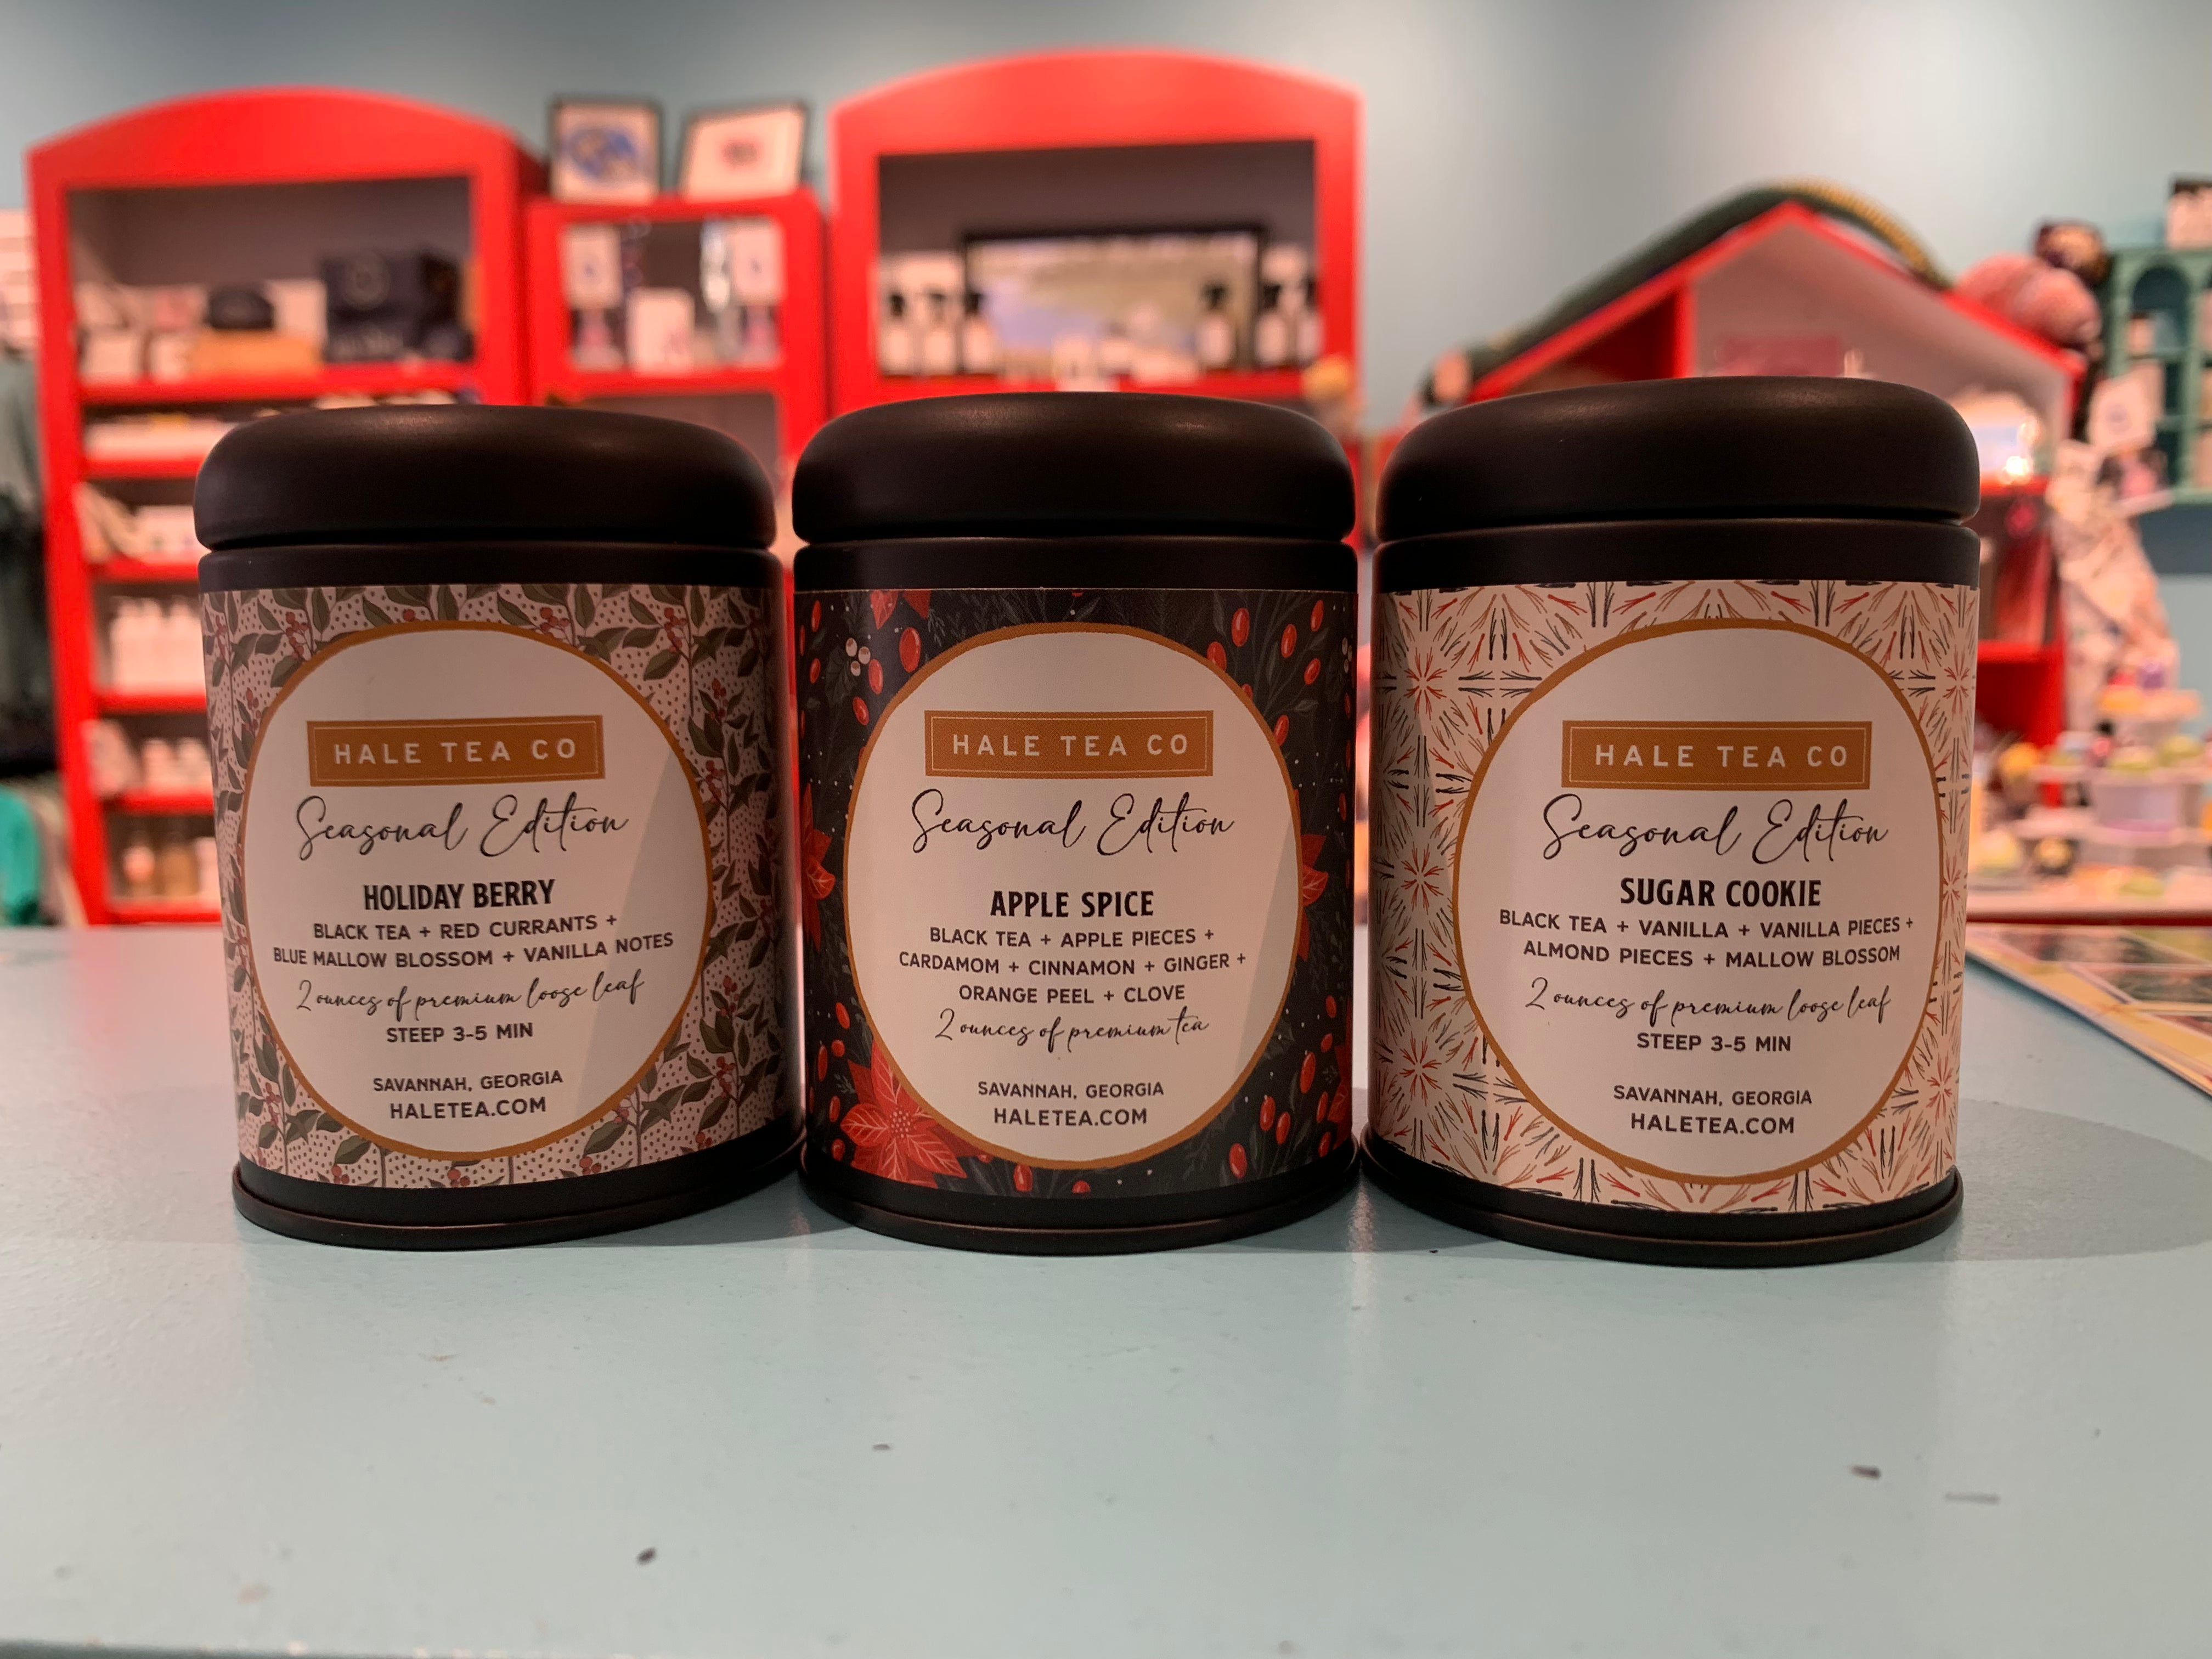 HALE TEA CO
Seasonal Edition
HOLIDAY BERRY
BLACK TEA + RED CURRANTS +
BLUE MALLOW BLOSSOM + VANILLA NOTES
2 ounces of premium loose leaf
STEEP 3-5 MIN
SAVANNAH, GEORGIA
HALETEA.COM
HALE TEA CO
Seasonal Edition
APPLE SPICE
BLACK TEA + APPLE PIECES +
CARDAMOM + CINNAMON + GINGER +
ORANGE PEEL + CLOVE
2 ounces of premium tea
SAVANNAH, GEORGIA
HALETEA.COM
HALE TEA CO
Seasonal Edition
SUGAR COOKIE
BLACK TEA + VANILLA + VANILLA PIECES +
ALMOND PIECES + MALLOW BLOSSOM
2 ounces of premium loose leaf
STEEP 3-5 MIN
SAVANNAH, GEORGIA
HALETEA.COM